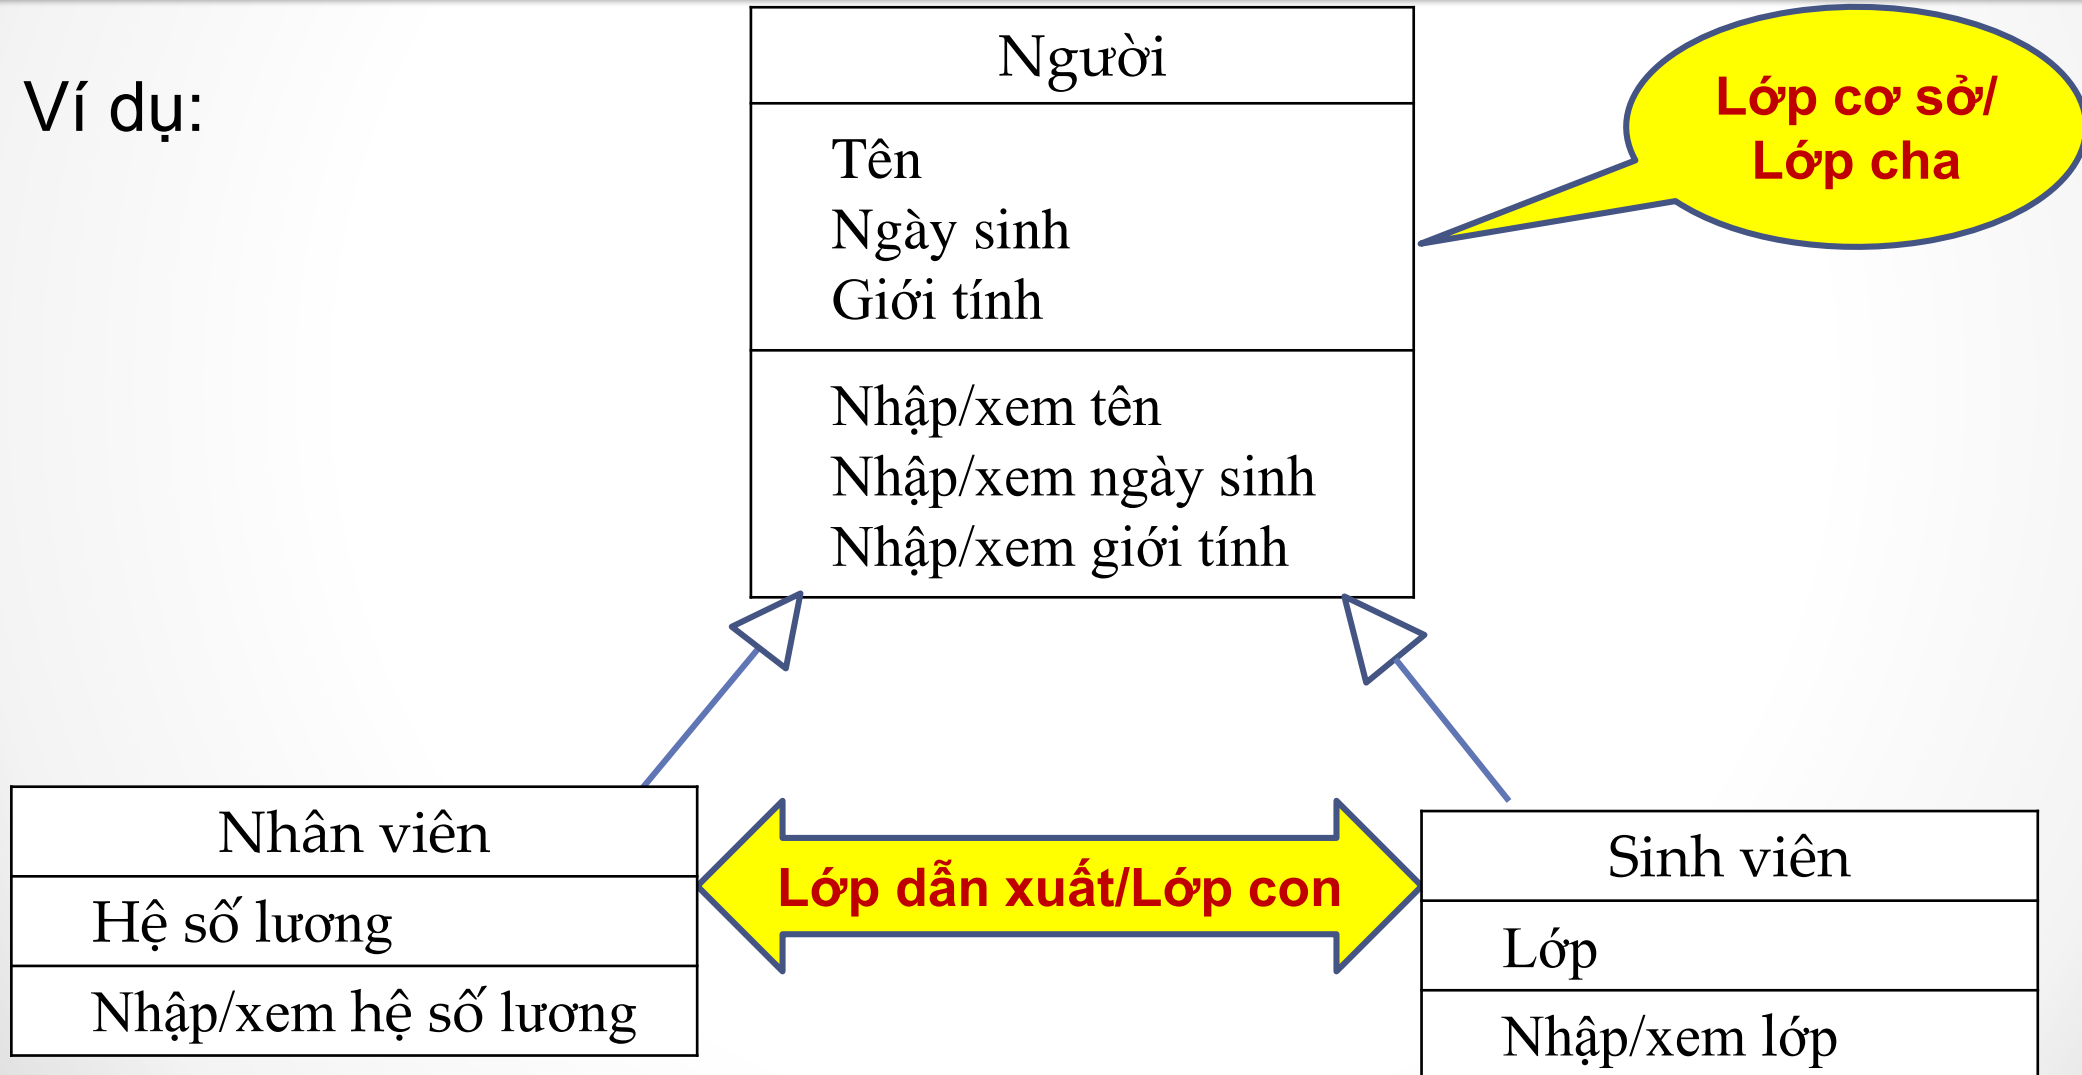 Ví dụ:
Người
Tên
Ngày sinh
Giới tính
Nhập/xem tên
Nhập/xem ngày sinh
Nhập/xem giới tính
Lớp cơ sở/
Lớp cha
Nhân viên
Hệ số lương
Nhập/xem hệ số lương
Lớp dẫn xuất/Lớp con
Sinh viên
Lớp
Nhập/xem lớp